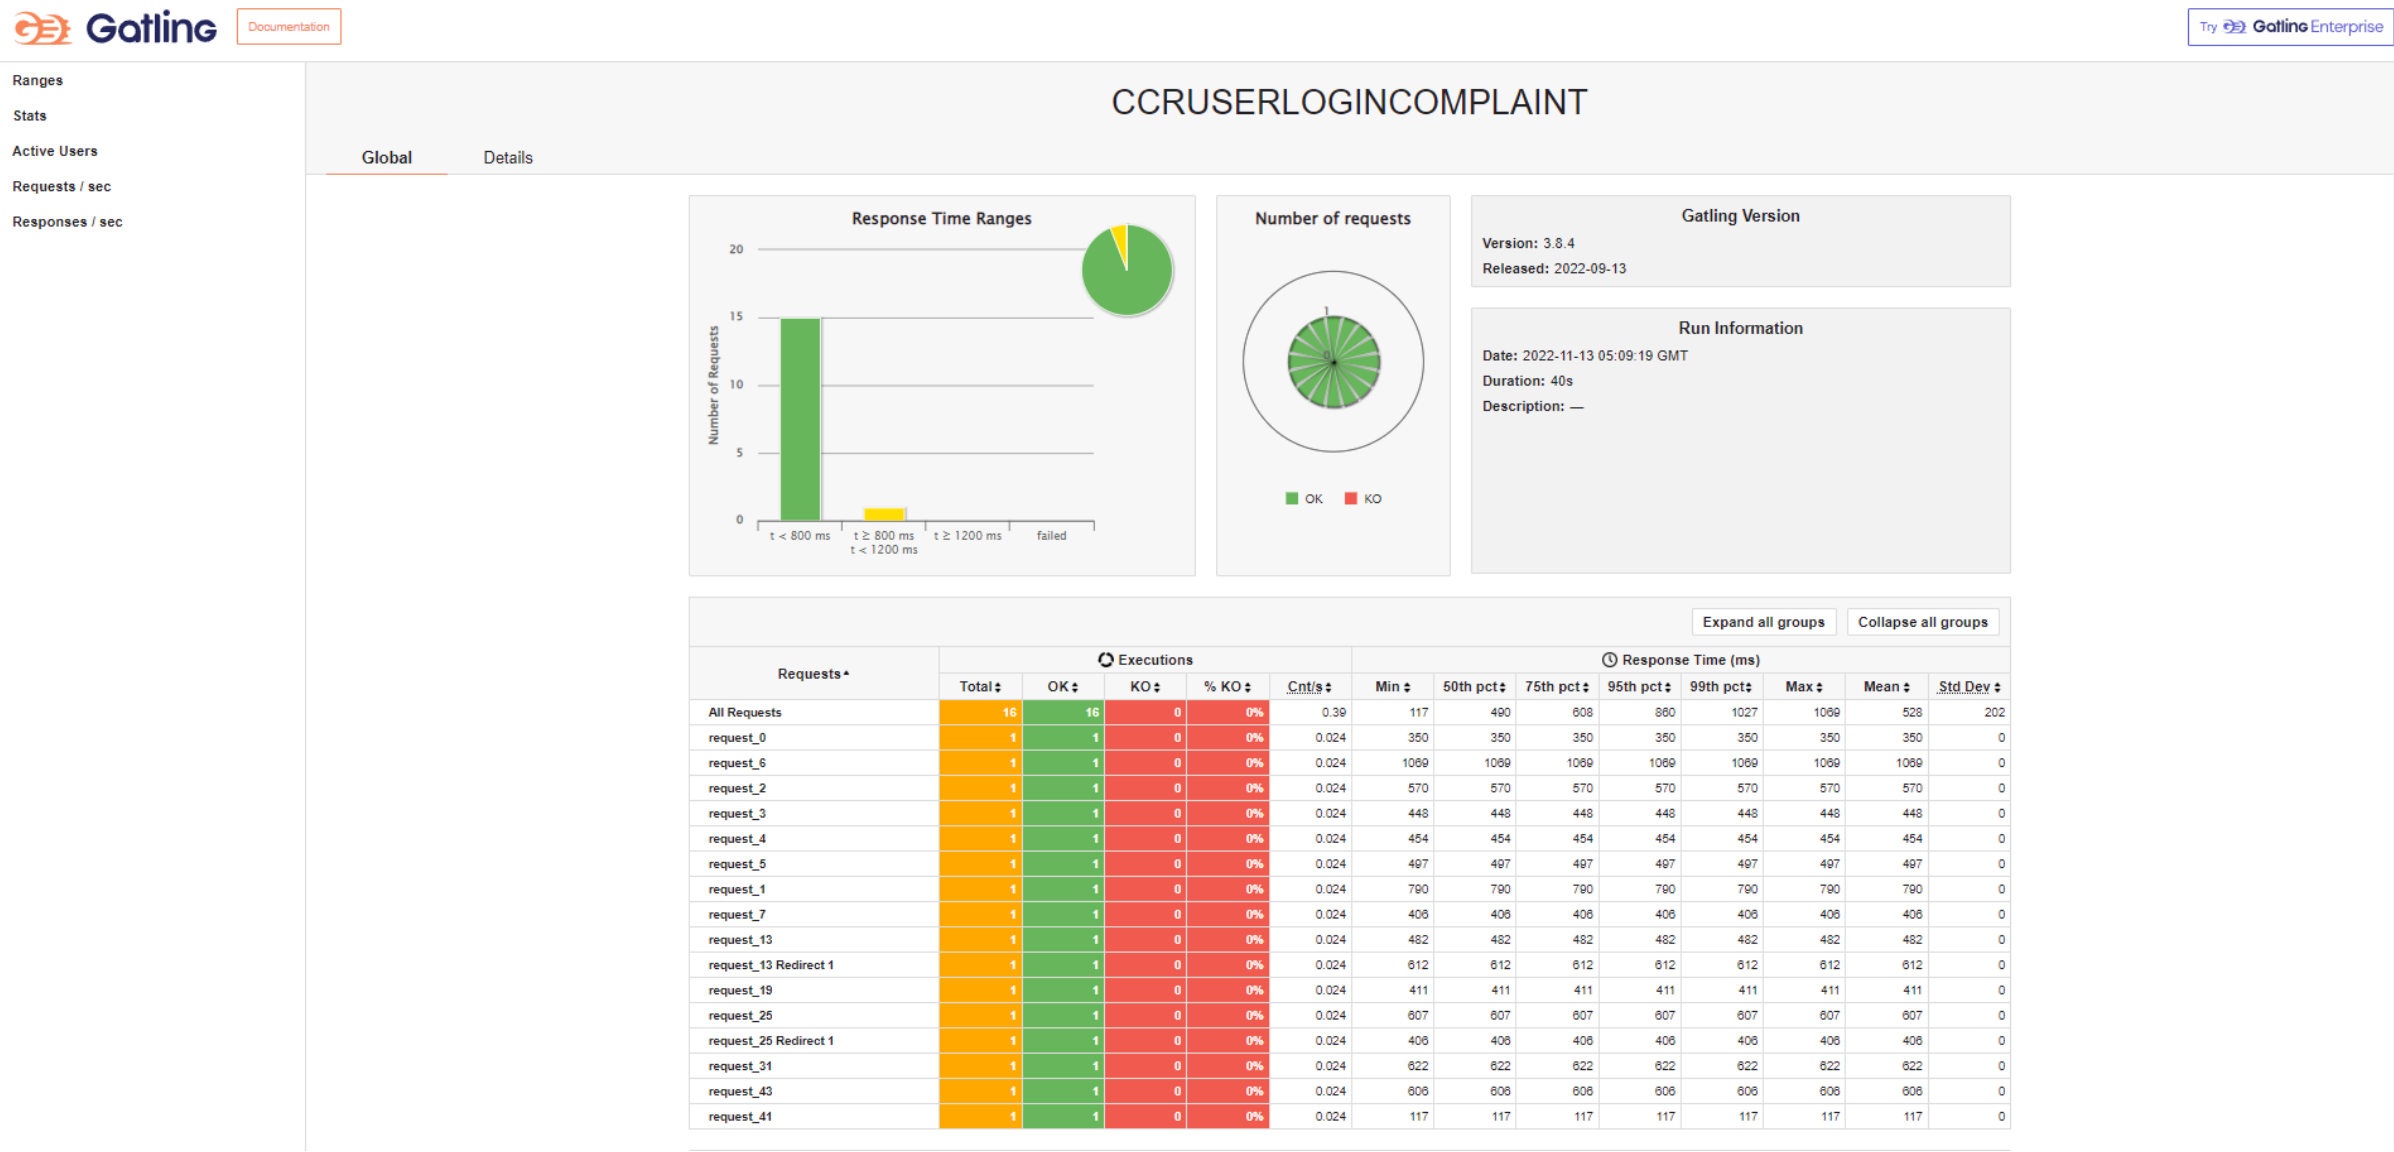 Gatling
Documentation
Try Gatling Enterprise
Ranges
Stats
Active Users
Requests / sec
Responses / sec
CCRUSERLOGINCOMPLAINT
Global Details
Response Time Ranges
Number of Requests
20
15
10
5
0
t < 800 ms
t ≥ 800 ms
t < 1200 ms
t ≥ 1200 ms
failed
Number of requests
1
0
OK KO
Gatling Version
Version: 3.8.4
Released: 2022-09-13
Run Information
Date: 2022-11-13 05:09:19 GMT
Duration: 40s
Description: —
Expand all groups Collapse all groups
Requests Executions Response Time (ms)
Total OK KO % KO Cnt/s Min 50th pct 75th pct 95th pct 99th pct Max Mean Std Dev
All Requests 16 16 0 0% 0.39 117 490 608 860 1027 1069 528 202
request_0 1 1 0 0% 0.024 350 350 350 350 350 350 350 0
request_6 1 1 0 0% 0.024 1069 1069 1069 1069 1069 1069 1069 0
request_2 1 1 0 0% 0.024 570 570 570 570 570 570 570 0
request_3 1 1 0 0% 0.024 448 448 448 448 448 448 448 0
request_4 1 1 0 0% 0.024 454 454 454 454 454 454 454 0
request_5 1 1 0 0% 0.024 497 497 497 497 497 497 497 0
request_1 1 1 0 0% 0.024 790 790 790 790 790 790 790 0
request_7 1 1 0 0% 0.024 406 406 406 406 406 406 406 0
request_13 1 1 0 0% 0.024 482 482 482 482 482 482 482 0
request_13 Redirect 1 1 1 0 0% 0.024 612 612 612 612 612 612 612 0
request_19 1 1 0 0% 0.024 411 411 411 411 411 411 411 0
request_25 1 1 0 0% 0.024 607 607 607 607 607 607 607 0
request_25 Redirect 1 1 1 0 0% 0.024 406 406 406 406 406 406 406 0
request_31 1 1 0 0% 0.024 622 622 622 622 622 622 622 0
request_43 1 1 0 0% 0.024 606 606 606 606 606 606 606 0
request_41 1 1 0 0% 0.024 117 117 117 117 117 117 117 0